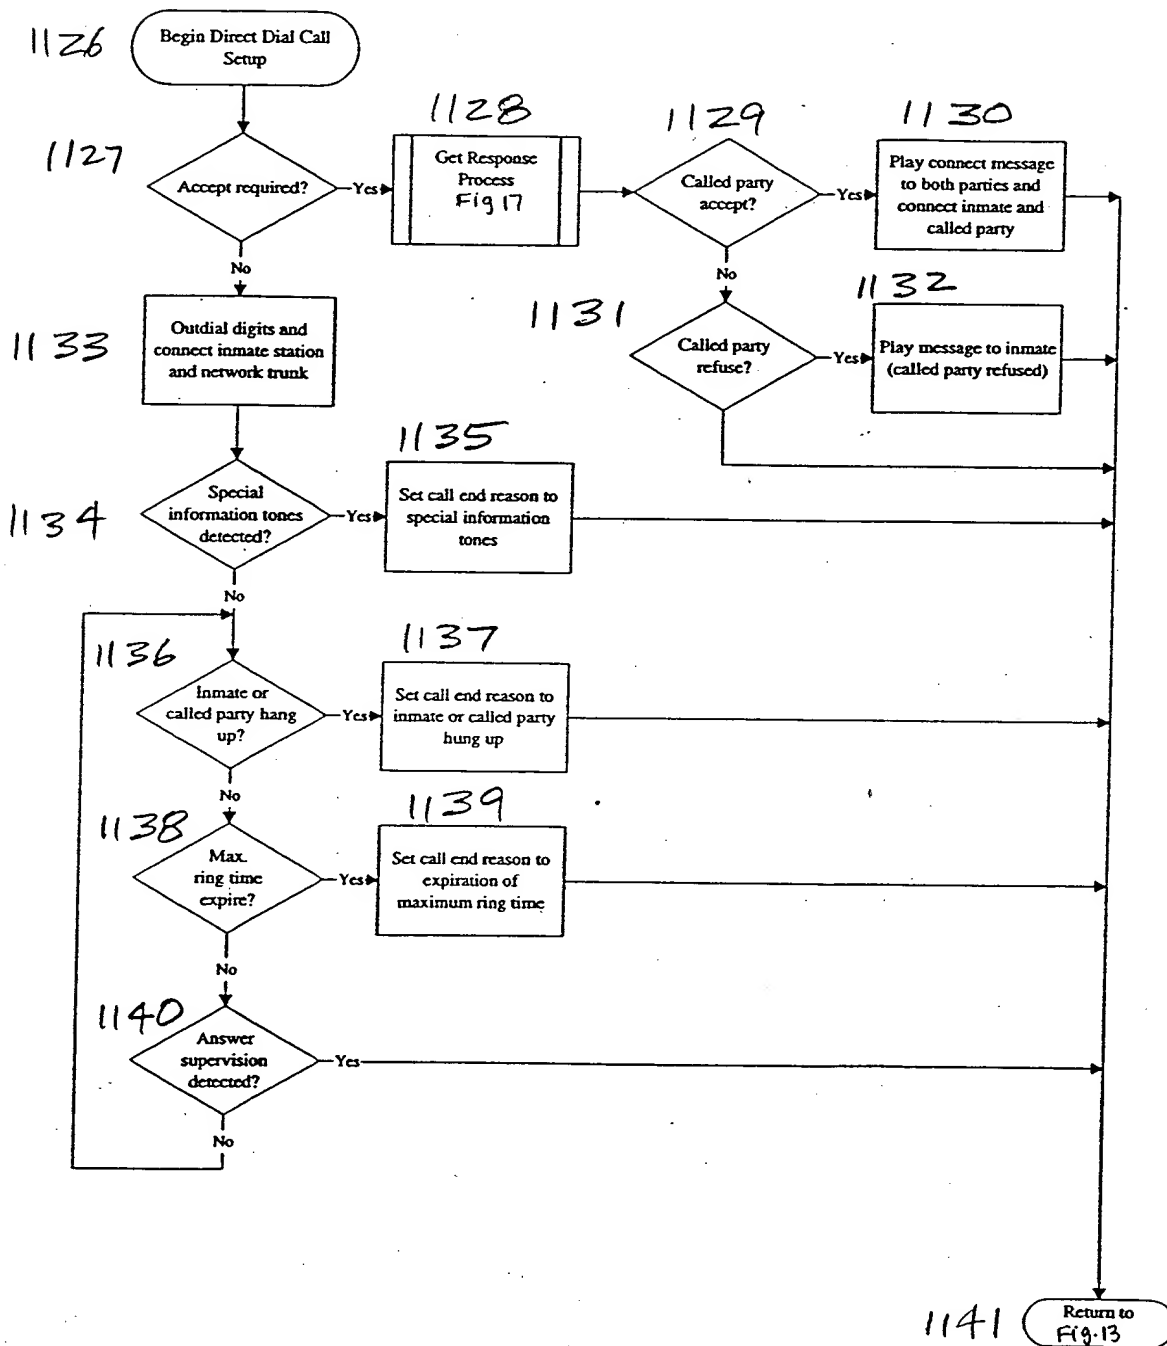 1126
Begin Direct Dial Call
Setup
1127
Accept required?
Yes
1128
Get Response
Process
Fig 17
1129
Called party
accept?
Yes
1130
Play connect message
to both parties and
connect inmate and
called party
No
No
1131
Called party
refuse?
Yes
1132
Play message to inmate
(called party refused)
1133
Outdial digits and
connect inmate station
and network trunk
1134
Special
information tones
detected?
Yes
1135
Set call end reason to
special information
tones
No
1136
Inmate or
called party hang
up?
Yes
1137
Set call end reason to
inmate or called party
hung up
No
1138
Max.
ring time
expire?
Yes
1139
Set call end reason to
expiration of
maximum ring time
No
1140
Answer
supervision
detected?
Yes
No
1141
Return to
Fig.13